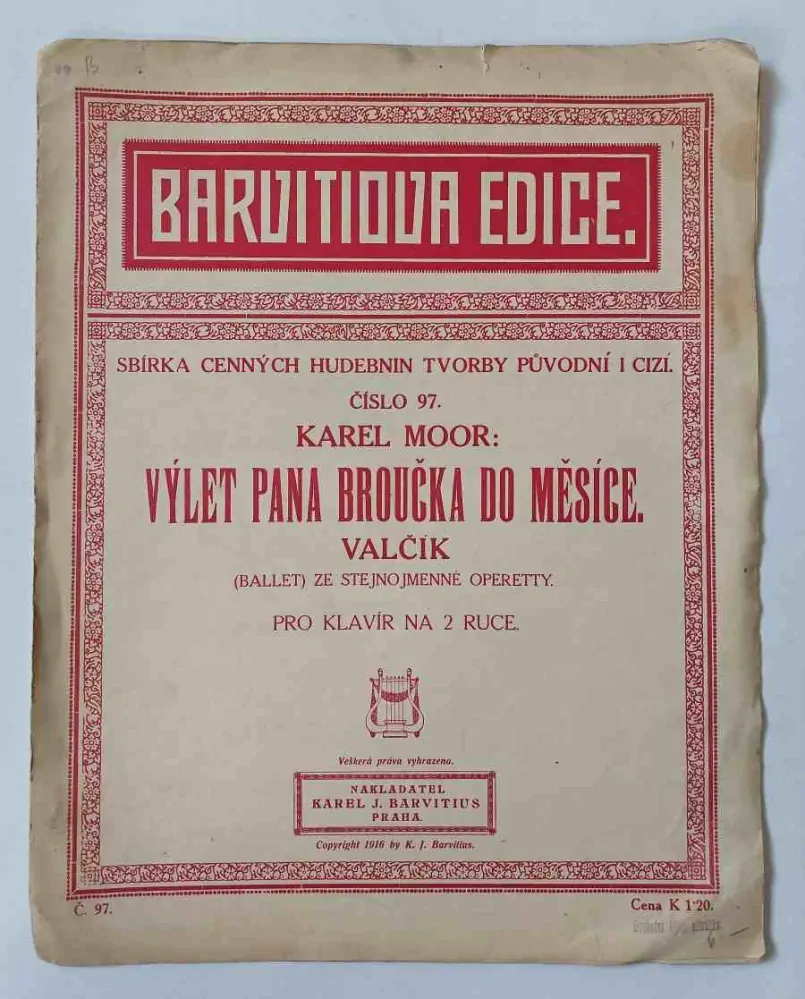 B
BARVITIOVA EDICE.
SBÍRKA CENNÝCH HUDEBNIN TVORBY PŮVODNÍ I CIZÍ.
ČÍSLO 97.
KAREL MOOR:
VÝLET PANA BROUČKA DO MĚSÍCE.
VALČÍK
(BALLET) ZE STEJNOJMENNÉ OPERETTY.
PRO KLAVÍR NA 2 RUCE.
Veškerá práva vyhrazena.
NAKLADATEL
KAREL J. BARVITIUS
PRAHA.
Copyright 1916 by K. J. Barvitius.
Č. 97.
Cena K 1˙20.
6 —